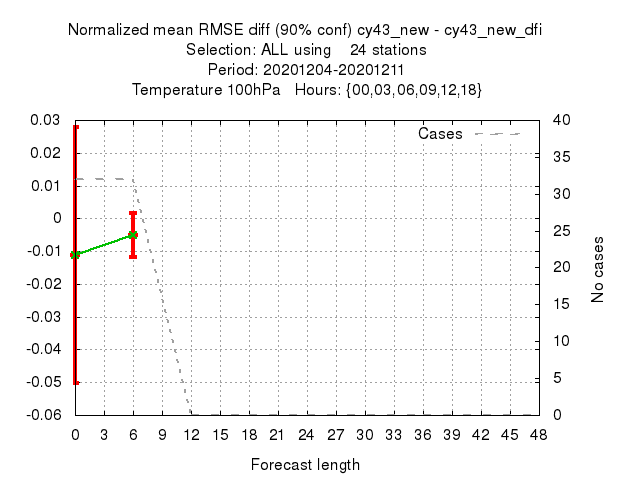 Normalized mean RMSE diff (90% conf) cy43_new - cy43_new_dfi
Selection: ALL using 24 stations
Period: 20201204-20201211
Temperature 100hPa Hours: {00,03,06,09,12,18}
Cases
0.03
0.02
0.01
0
-0.01
-0.02
-0.03
-0.04
-0.05
-0.06
40
35
30
25
20
15
10
5
0
No cases
0 3 6 9 12 15 18 21 24 27 30 33 36 39 42 45 48
Forecast length